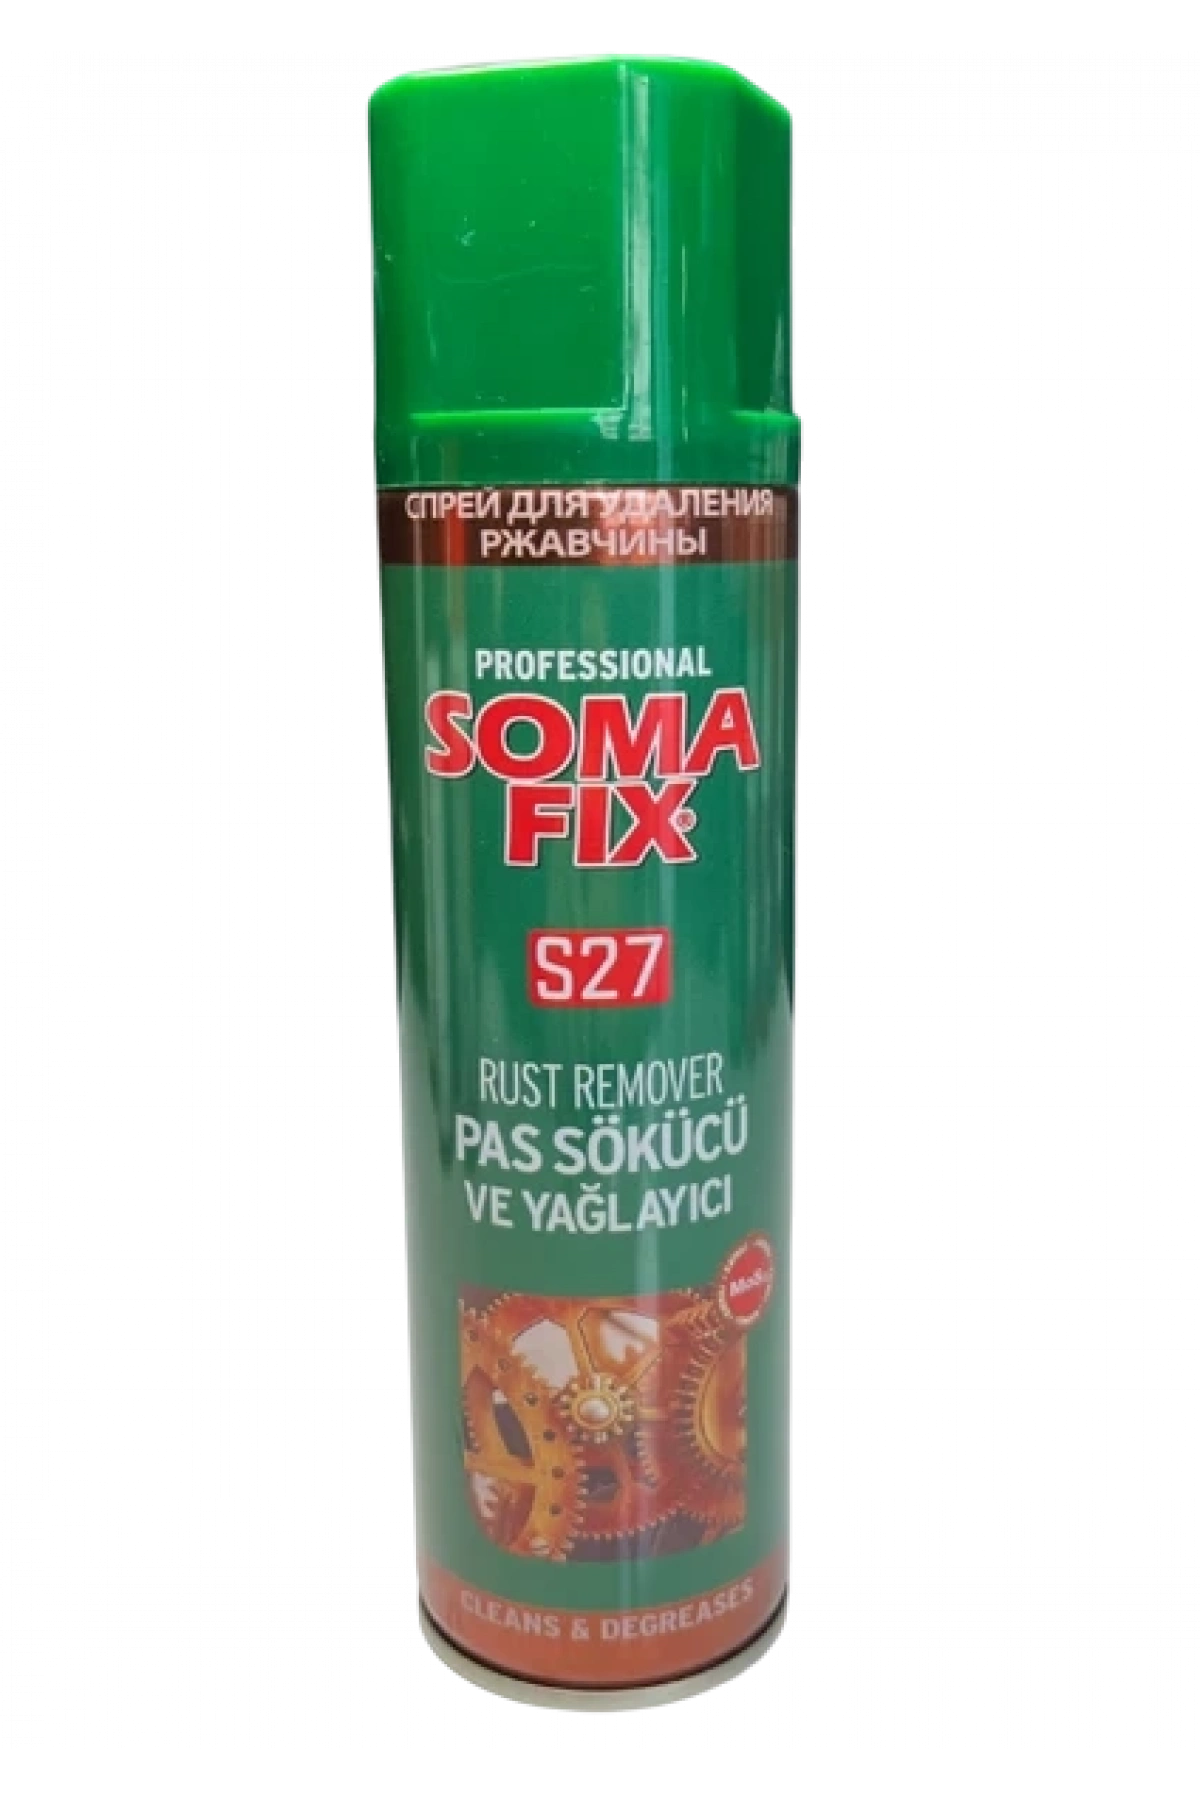 СПРЕЙ ДЛЯ УДАЛЕНИЯ
РЖАВЧИНЫ
PROFESSIONAL
SOMA
FIX®
S27
RUST REMOVER
PAS SÖKÜCÜ
VE YAĞLAYICI
CLEANS & DEGREASES